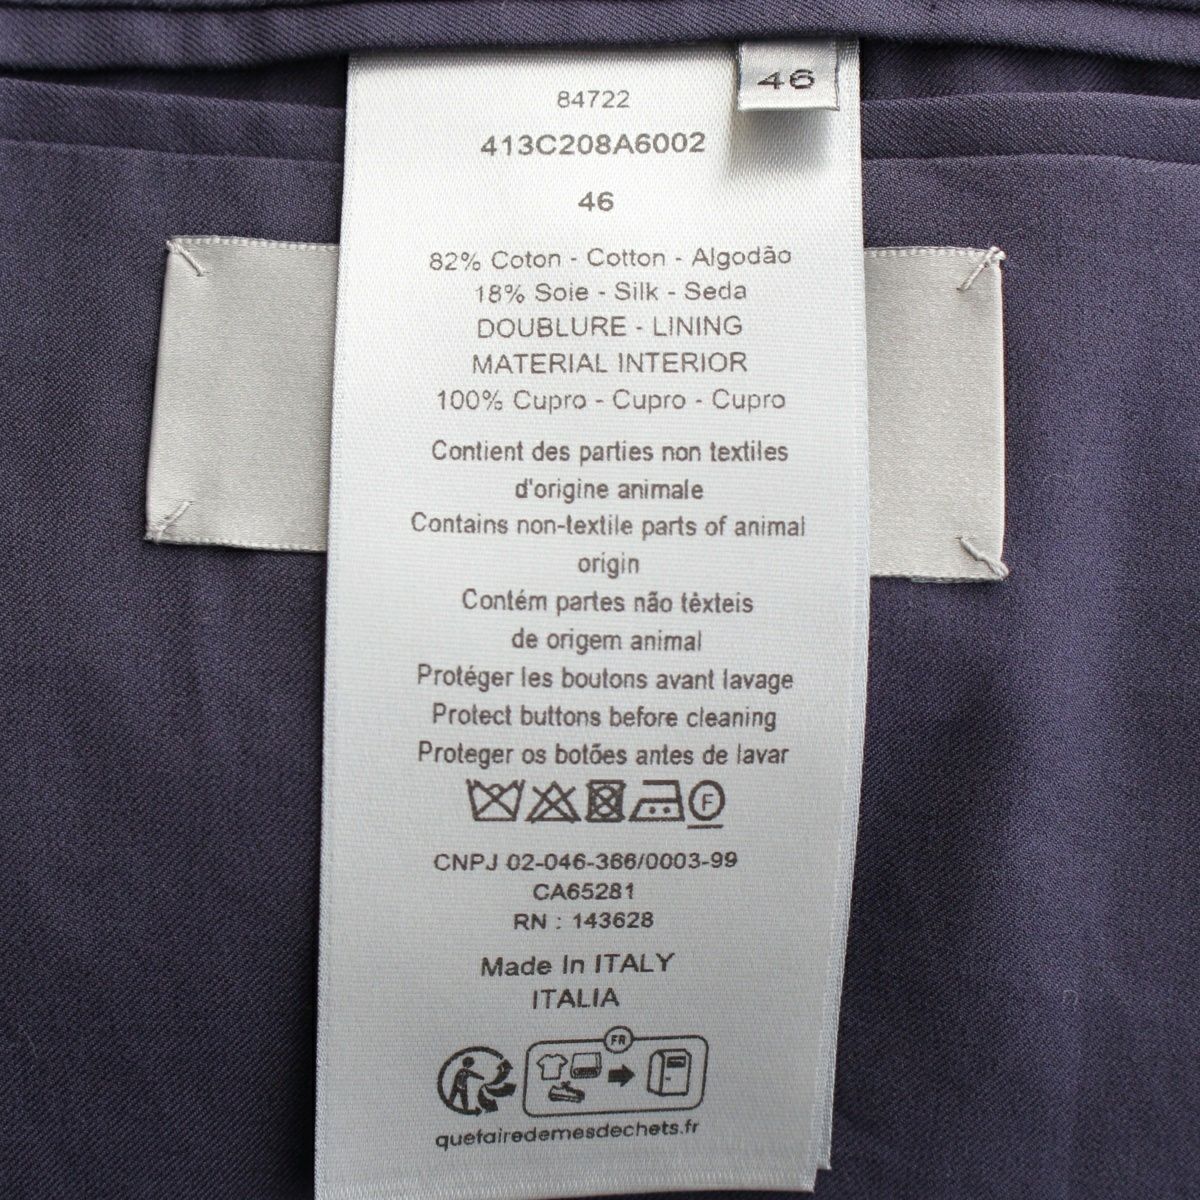 46
84722
413C208A6002
46
82% Coton - Cotton - Algodão
18% Soie - Silk - Seda
DOUBLURE - LINING
MATERIAL INTERIOR
100% Cupro - Cupro - Cupro
Contient des parties non textiles
d'origine animale
Contains non-textile parts of animal
origin
Contém partes não têxteis
de origem animal
Protéger les boutons avant lavage
Protect buttons before cleaning
Proteger os botões antes de lavar
F
CNPJ 02-046-366/0003-99
CA65281
RN : 143628
Made In ITALY
ITALIA
FR
quefairedemesdechets.fr